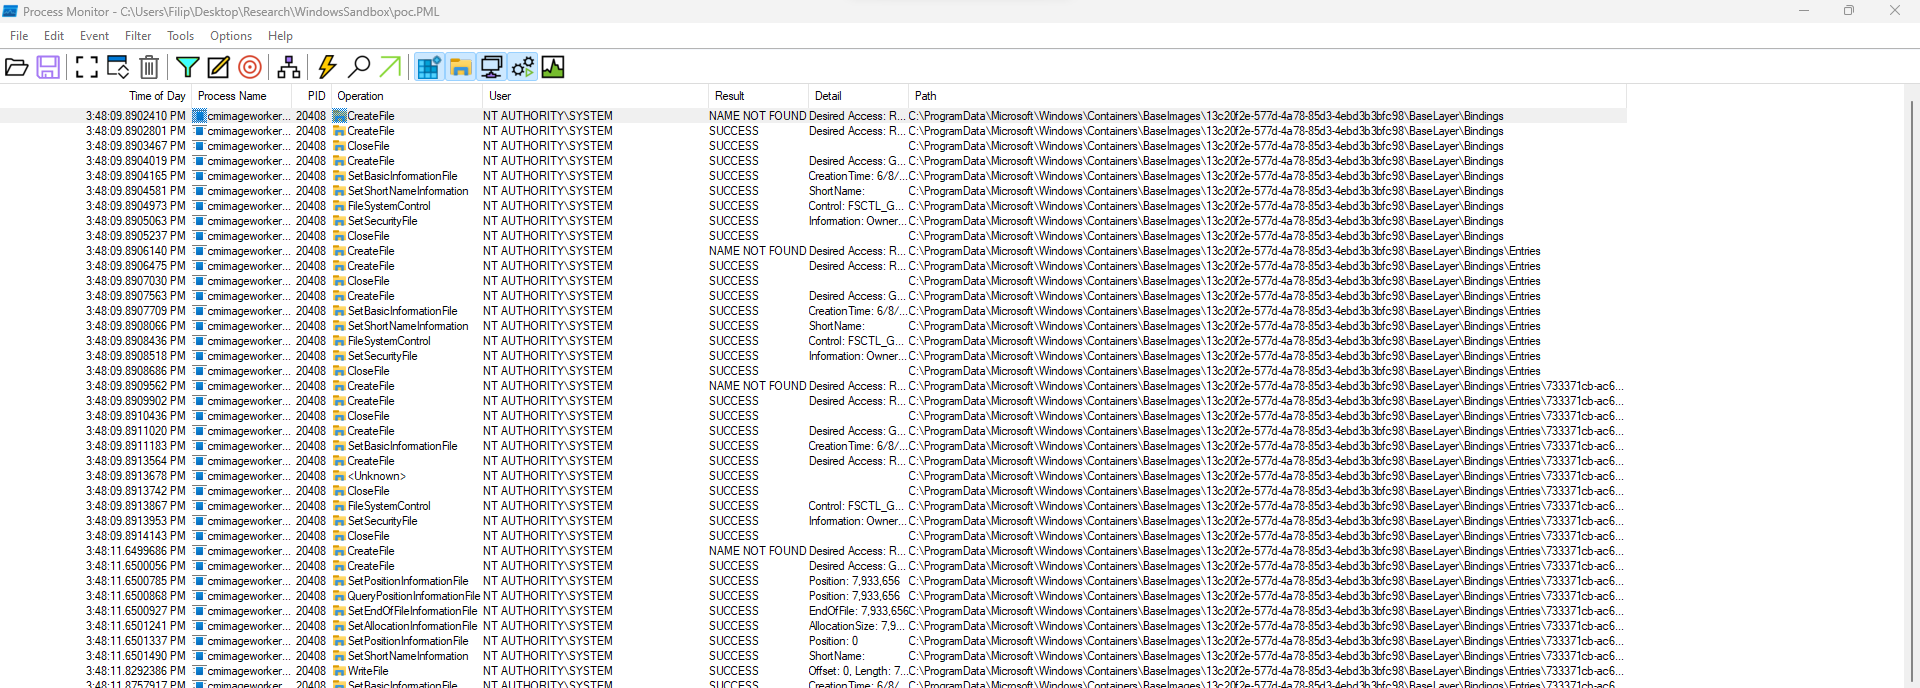 Process Monitor - C:\Users\Filip\Desktop\Research\WindowsSandbox\poc.PML
File Edit Event Filter Tools Options Help
Time of Day Process Name PID Operation User Result Detail Path
3:48:09.8902410 PM cmimageworker... 20408 CreateFile NT AUTHORITY\SYSTEM NAME NOT FOUND Desired Access: R... C:\ProgramData\Microsoft\Windows\Containers\BaseImages\13c20f2e-577d-4a78-85d3-4ebd3b3bfc98\BaseLayer\Bindings
3:48:09.8902801 PM cmimageworker... 20408 CreateFile NT AUTHORITY\SYSTEM SUCCESS Desired Access: R... C:\ProgramData\Microsoft\Windows\Containers\BaseImages\13c20f2e-577d-4a78-85d3-4ebd3b3bfc98\BaseLayer\Bindings
3:48:09.8903467 PM cmimageworker... 20408 CloseFile NT AUTHORITY\SYSTEM SUCCESS C:\ProgramData\Microsoft\Windows\Containers\BaseImages\13c20f2e-577d-4a78-85d3-4ebd3b3bfc98\BaseLayer\Bindings
3:48:09.8904019 PM cmimageworker... 20408 CreateFile NT AUTHORITY\SYSTEM SUCCESS Desired Access: G... C:\ProgramData\Microsoft\Windows\Containers\BaseImages\13c20f2e-577d-4a78-85d3-4ebd3b3bfc98\BaseLayer\Bindings
3:48:09.8904165 PM cmimageworker... 20408 SetBasicInformationFile NT AUTHORITY\SYSTEM SUCCESS CreationTime: 6/8/... C:\ProgramData\Microsoft\Windows\Containers\BaseImages\13c20f2e-577d-4a78-85d3-4ebd3b3bfc98\BaseLayer\Bindings
3:48:09.8904581 PM cmimageworker... 20408 SetShortNameInformation NT AUTHORITY\SYSTEM SUCCESS ShortName: C:\ProgramData\Microsoft\Windows\Containers\BaseImages\13c20f2e-577d-4a78-85d3-4ebd3b3bfc98\BaseLayer\Bindings
3:48:09.8904973 PM cmimageworker... 20408 FileSystemControl NT AUTHORITY\SYSTEM SUCCESS Control: FSCTL_G... C:\ProgramData\Microsoft\Windows\Containers\BaseImages\13c20f2e-577d-4a78-85d3-4ebd3b3bfc98\BaseLayer\Bindings
3:48:09.8905063 PM cmimageworker... 20408 SetSecurityFile NT AUTHORITY\SYSTEM SUCCESS Information: Owner... C:\ProgramData\Microsoft\Windows\Containers\BaseImages\13c20f2e-577d-4a78-85d3-4ebd3b3bfc98\BaseLayer\Bindings
3:48:09.8905237 PM cmimageworker... 20408 CloseFile NT AUTHORITY\SYSTEM SUCCESS C:\ProgramData\Microsoft\Windows\Containers\BaseImages\13c20f2e-577d-4a78-85d3-4ebd3b3bfc98\BaseLayer\Bindings
3:48:09.8906140 PM cmimageworker... 20408 CreateFile NT AUTHORITY\SYSTEM NAME NOT FOUND Desired Access: R... C:\ProgramData\Microsoft\Windows\Containers\BaseImages\13c20f2e-577d-4a78-85d3-4ebd3b3bfc98\BaseLayer\Bindings\Entries
3:48:09.8906475 PM cmimageworker... 20408 CreateFile NT AUTHORITY\SYSTEM SUCCESS Desired Access: R... C:\ProgramData\Microsoft\Windows\Containers\BaseImages\13c20f2e-577d-4a78-85d3-4ebd3b3bfc98\BaseLayer\Bindings\Entries
3:48:09.8907030 PM cmimageworker... 20408 CloseFile NT AUTHORITY\SYSTEM SUCCESS C:\ProgramData\Microsoft\Windows\Containers\BaseImages\13c20f2e-577d-4a78-85d3-4ebd3b3bfc98\BaseLayer\Bindings\Entries
3:48:09.8907563 PM cmimageworker... 20408 CreateFile NT AUTHORITY\SYSTEM SUCCESS Desired Access: G... C:\ProgramData\Microsoft\Windows\Containers\BaseImages\13c20f2e-577d-4a78-85d3-4ebd3b3bfc98\BaseLayer\Bindings\Entries
3:48:09.8907709 PM cmimageworker... 20408 SetBasicInformationFile NT AUTHORITY\SYSTEM SUCCESS CreationTime: 6/8/... C:\ProgramData\Microsoft\Windows\Containers\BaseImages\13c20f2e-577d-4a78-85d3-4ebd3b3bfc98\BaseLayer\Bindings\Entries
3:48:09.8908066 PM cmimageworker... 20408 SetShortNameInformation NT AUTHORITY\SYSTEM SUCCESS ShortName: C:\ProgramData\Microsoft\Windows\Containers\BaseImages\13c20f2e-577d-4a78-85d3-4ebd3b3bfc98\BaseLayer\Bindings\Entries
3:48:09.8908436 PM cmimageworker... 20408 FileSystemControl NT AUTHORITY\SYSTEM SUCCESS Control: FSCTL_G... C:\ProgramData\Microsoft\Windows\Containers\BaseImages\13c20f2e-577d-4a78-85d3-4ebd3b3bfc98\BaseLayer\Bindings\Entries
3:48:09.8908518 PM cmimageworker... 20408 SetSecurityFile NT AUTHORITY\SYSTEM SUCCESS Information: Owner... C:\ProgramData\Microsoft\Windows\Containers\BaseImages\13c20f2e-577d-4a78-85d3-4ebd3b3bfc98\BaseLayer\Bindings\Entries
3:48:09.8908686 PM cmimageworker... 20408 CloseFile NT AUTHORITY\SYSTEM SUCCESS C:\ProgramData\Microsoft\Windows\Containers\BaseImages\13c20f2e-577d-4a78-85d3-4ebd3b3bfc98\BaseLayer\Bindings\Entries
3:48:09.8909562 PM cmimageworker... 20408 CreateFile NT AUTHORITY\SYSTEM NAME NOT FOUND Desired Access: R... C:\ProgramData\Microsoft\Windows\Containers\BaseImages\13c20f2e-577d-4a78-85d3-4ebd3b3bfc98\BaseLayer\Bindings\Entries\733371cb-ac6...
3:48:09.8909902 PM cmimageworker... 20408 CreateFile NT AUTHORITY\SYSTEM SUCCESS Desired Access: R... C:\ProgramData\Microsoft\Windows\Containers\BaseImages\13c20f2e-577d-4a78-85d3-4ebd3b3bfc98\BaseLayer\Bindings\Entries\733371cb-ac6...
3:48:09.8910436 PM cmimageworker... 20408 CloseFile NT AUTHORITY\SYSTEM SUCCESS C:\ProgramData\Microsoft\Windows\Containers\BaseImages\13c20f2e-577d-4a78-85d3-4ebd3b3bfc98\BaseLayer\Bindings\Entries\733371cb-ac6...
3:48:09.8911020 PM cmimageworker... 20408 CreateFile NT AUTHORITY\SYSTEM SUCCESS Desired Access: G... C:\ProgramData\Microsoft\Windows\Containers\BaseImages\13c20f2e-577d-4a78-85d3-4ebd3b3bfc98\BaseLayer\Bindings\Entries\733371cb-ac6...
3:48:09.8911183 PM cmimageworker... 20408 SetBasicInformationFile NT AUTHORITY\SYSTEM SUCCESS CreationTime: 6/8/... C:\ProgramData\Microsoft\Windows\Containers\BaseImages\13c20f2e-577d-4a78-85d3-4ebd3b3bfc98\BaseLayer\Bindings\Entries\733371cb-ac6...
3:48:09.8913564 PM cmimageworker... 20408 CreateFile NT AUTHORITY\SYSTEM SUCCESS Desired Access: R... C:\ProgramData\Microsoft\Windows\Containers\BaseImages\13c20f2e-577d-4a78-85d3-4ebd3b3bfc98\BaseLayer\Bindings\Entries\733371cb-ac6...
3:48:09.8913678 PM cmimageworker... 20408 <Unknown> NT AUTHORITY\SYSTEM SUCCESS C:\ProgramData\Microsoft\Windows\Containers\BaseImages\13c20f2e-577d-4a78-85d3-4ebd3b3bfc98\BaseLayer\Bindings\Entries\733371cb-ac6...
3:48:09.8913742 PM cmimageworker... 20408 CloseFile NT AUTHORITY\SYSTEM SUCCESS C:\ProgramData\Microsoft\Windows\Containers\BaseImages\13c20f2e-577d-4a78-85d3-4ebd3b3bfc98\BaseLayer\Bindings\Entries\733371cb-ac6...
3:48:09.8913867 PM cmimageworker... 20408 FileSystemControl NT AUTHORITY\SYSTEM SUCCESS Control: FSCTL_G... C:\ProgramData\Microsoft\Windows\Containers\BaseImages\13c20f2e-577d-4a78-85d3-4ebd3b3bfc98\BaseLayer\Bindings\Entries\733371cb-ac6...
3:48:09.8913953 PM cmimageworker... 20408 SetSecurityFile NT AUTHORITY\SYSTEM SUCCESS Information: Owner... C:\ProgramData\Microsoft\Windows\Containers\BaseImages\13c20f2e-577d-4a78-85d3-4ebd3b3bfc98\BaseLayer\Bindings\Entries\733371cb-ac6...
3:48:09.8914143 PM cmimageworker... 20408 CloseFile NT AUTHORITY\SYSTEM SUCCESS C:\ProgramData\Microsoft\Windows\Containers\BaseImages\13c20f2e-577d-4a78-85d3-4ebd3b3bfc98\BaseLayer\Bindings\Entries\733371cb-ac6...
3:48:11.6499686 PM cmimageworker... 20408 CreateFile NT AUTHORITY\SYSTEM NAME NOT FOUND Desired Access: R... C:\ProgramData\Microsoft\Windows\Containers\BaseImages\13c20f2e-577d-4a78-85d3-4ebd3b3bfc98\BaseLayer\Bindings\Entries\733371cb-ac6...
3:48:11.6500056 PM cmimageworker... 20408 CreateFile NT AUTHORITY\SYSTEM SUCCESS Desired Access: G... C:\ProgramData\Microsoft\Windows\Containers\BaseImages\13c20f2e-577d-4a78-85d3-4ebd3b3bfc98\BaseLayer\Bindings\Entries\733371cb-ac6...
3:48:11.6500785 PM cmimageworker... 20408 SetPositionInformationFile NT AUTHORITY\SYSTEM SUCCESS Position: 7,933,656 C:\ProgramData\Microsoft\Windows\Containers\BaseImages\13c20f2e-577d-4a78-85d3-4ebd3b3bfc98\BaseLayer\Bindings\Entries\733371cb-ac6...
3:48:11.6500868 PM cmimageworker... 20408 QueryPositionInformationFile NT AUTHORITY\SYSTEM SUCCESS Position: 7,933,656 C:\ProgramData\Microsoft\Windows\Containers\BaseImages\13c20f2e-577d-4a78-85d3-4ebd3b3bfc98\BaseLayer\Bindings\Entries\733371cb-ac6...
3:48:11.6500927 PM cmimageworker... 20408 SetEndOfFileInformationFile NT AUTHORITY\SYSTEM SUCCESS EndOfFile: 7,933,656 C:\ProgramData\Microsoft\Windows\Containers\BaseImages\13c20f2e-577d-4a78-85d3-4ebd3b3bfc98\BaseLayer\Bindings\Entries\733371cb-ac6...
3:48:11.6501241 PM cmimageworker... 20408 SetAllocationInformationFile NT AUTHORITY\SYSTEM SUCCESS AllocationSize: 7,9... C:\ProgramData\Microsoft\Windows\Containers\BaseImages\13c20f2e-577d-4a78-85d3-4ebd3b3bfc98\BaseLayer\Bindings\Entries\733371cb-ac6...
3:48:11.6501337 PM cmimageworker... 20408 SetPositionInformationFile NT AUTHORITY\SYSTEM SUCCESS Position: 0 C:\ProgramData\Microsoft\Windows\Containers\BaseImages\13c20f2e-577d-4a78-85d3-4ebd3b3bfc98\BaseLayer\Bindings\Entries\733371cb-ac6...
3:48:11.6501490 PM cmimageworker... 20408 SetShortNameInformation NT AUTHORITY\SYSTEM SUCCESS ShortName: C:\ProgramData\Microsoft\Windows\Containers\BaseImages\13c20f2e-577d-4a78-85d3-4ebd3b3bfc98\BaseLayer\Bindings\Entries\733371cb-ac6...
3:48:11.8292386 PM cmimageworker... 20408 WriteFile NT AUTHORITY\SYSTEM SUCCESS Offset: 0, Length: 7... C:\ProgramData\Microsoft\Windows\Containers\BaseImages\13c20f2e-577d-4a78-85d3-4ebd3b3bfc98\BaseLayer\Bindings\Entries\733371cb-ac6...
3:48:11.8757917 PM cmimageworker... 20408 SetBasicInformationFile NT AUTHORITY\SYSTEM SUCCESS CreationTime: 6/8/... C:\ProgramData\Microsoft\Windows\Containers\BaseImages\13c20f2e-577d-4a78-85d3-4ebd3b3bfc98\BaseLayer\Bindings\Entries\733371cb-ac6...